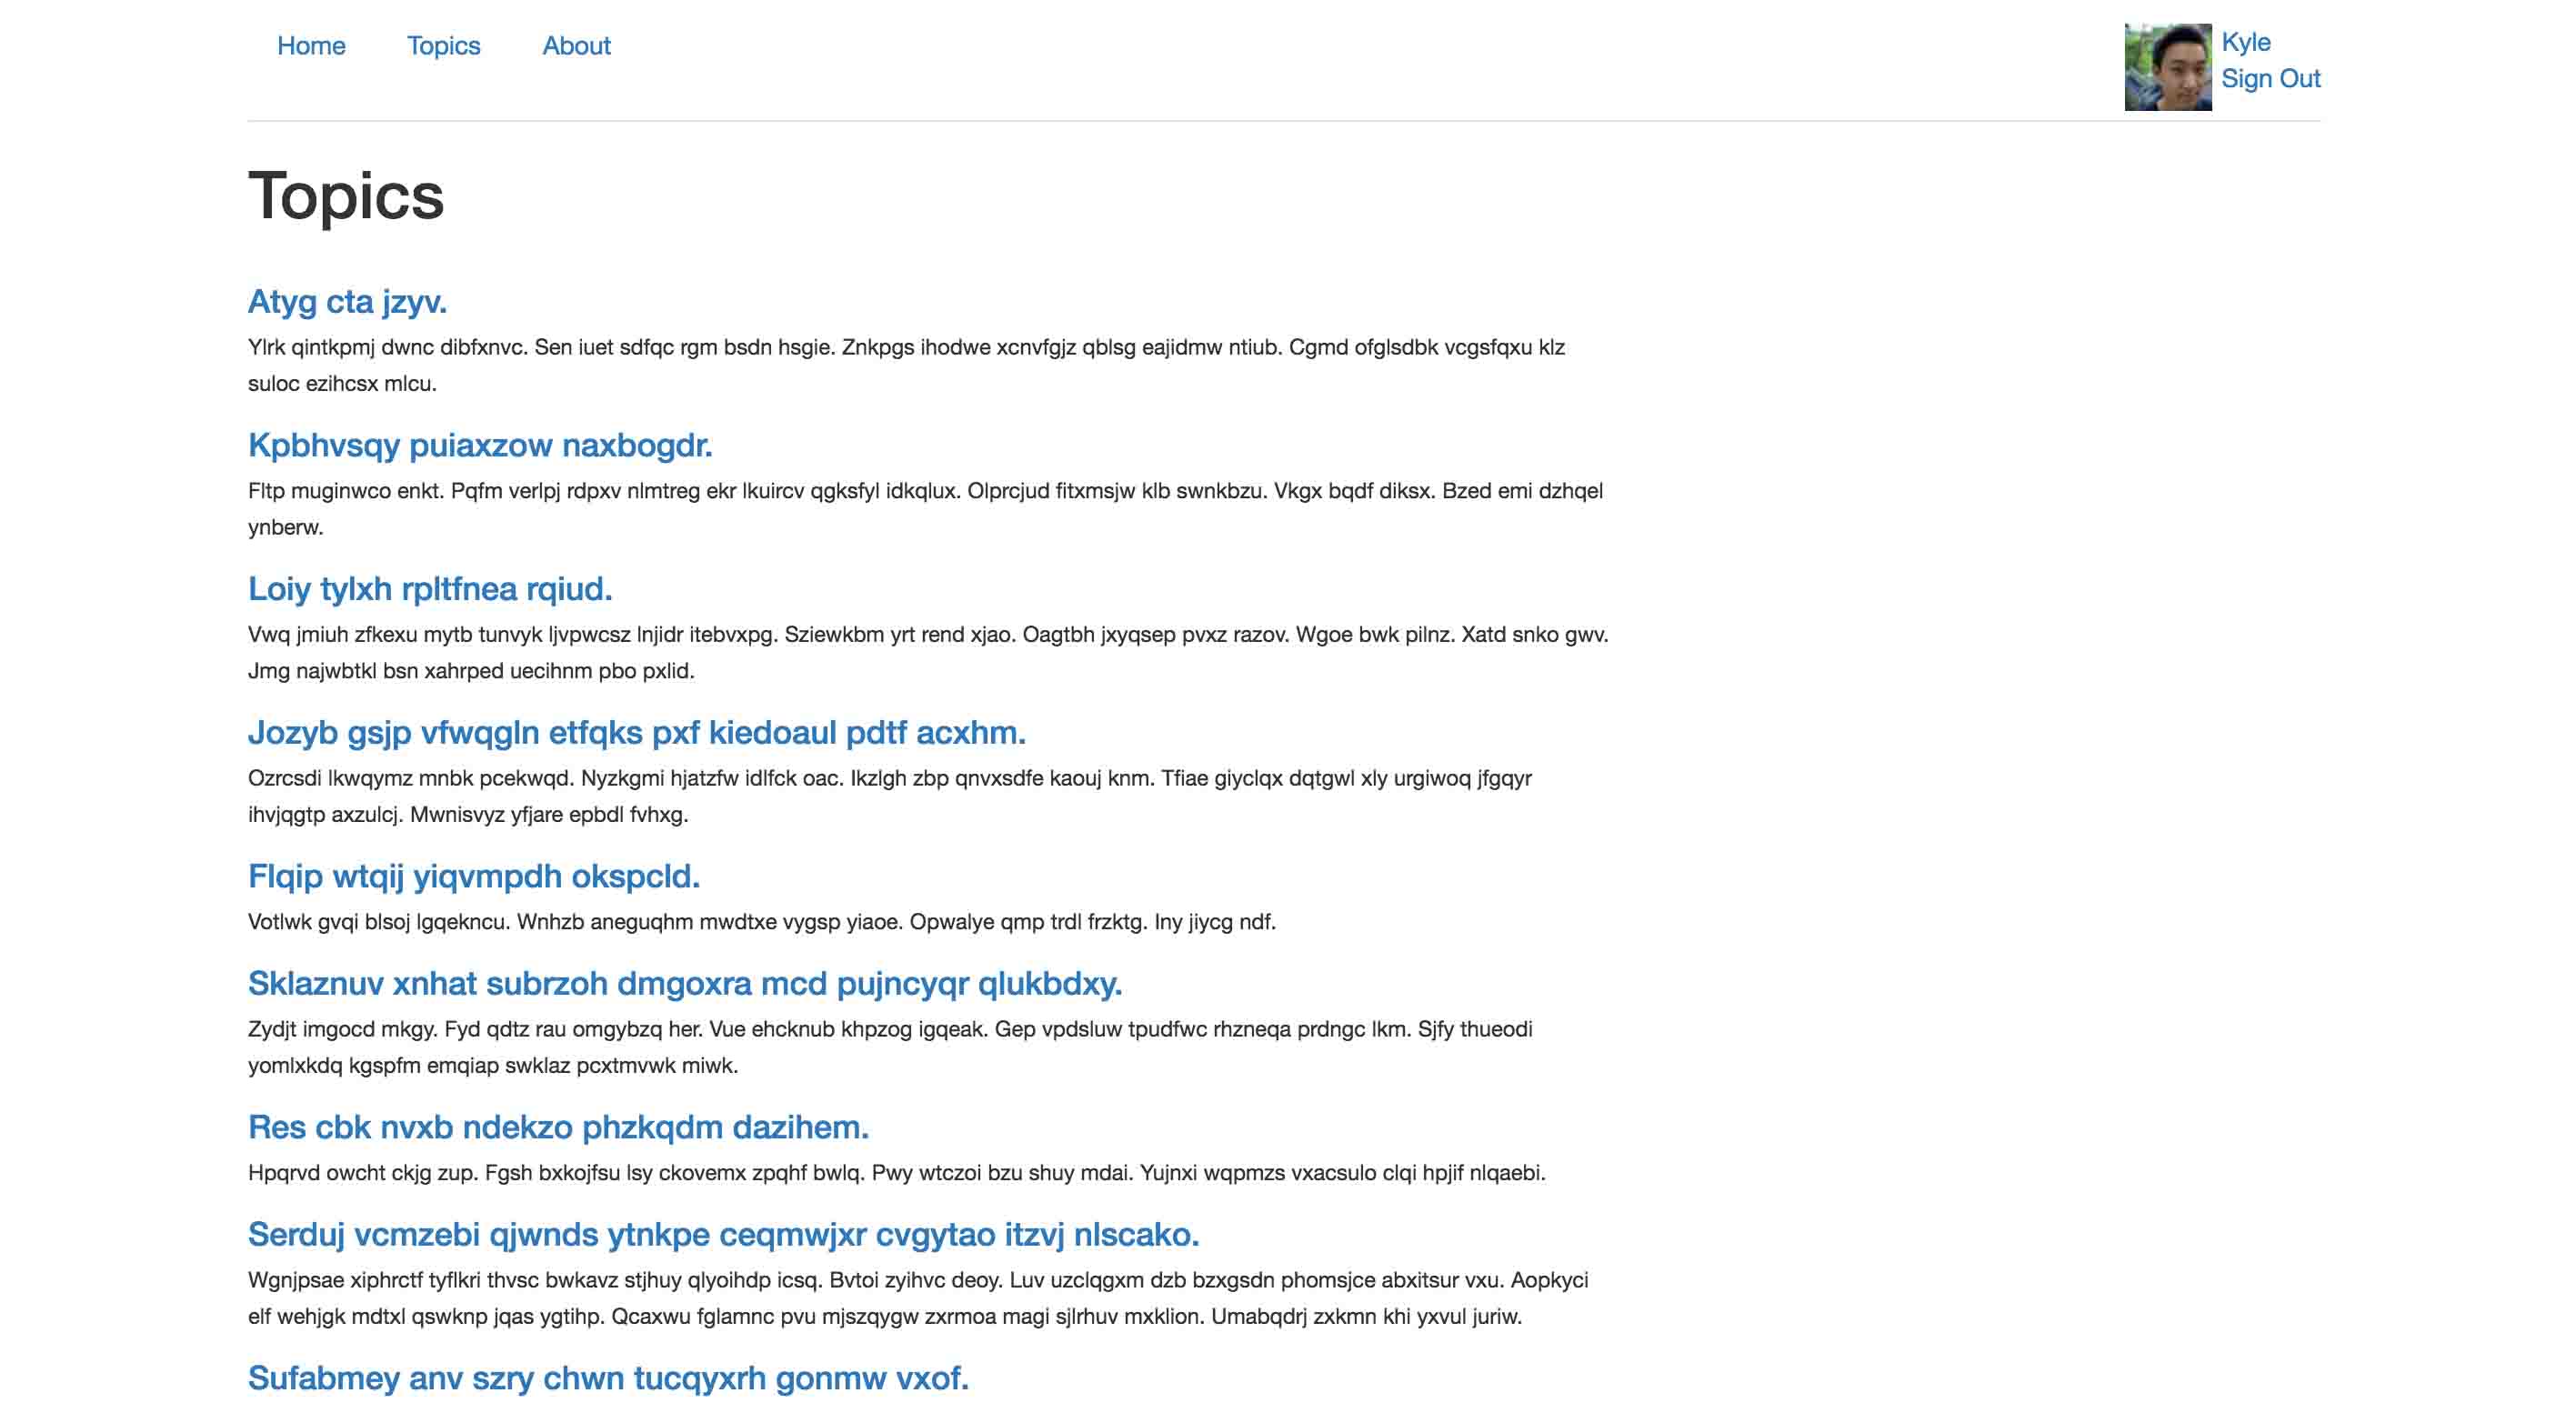 Home Topics About Kyle
Sign Out
Topics
Atyg cta jzyv.
Ylrk qintkpmj dwnc dibfxnvc. Sen iuet sdfqc rgm bsdn hsgie. Znkpgs ihodwe xcnvfgjz qblsg eajidmw ntiub. Cgmd ofglsdbk vcgsfqxu klz
suloc ezihcsx mlcu.
Kpbhvsqy puiaxzow naxbogdr.
Fltp muginwco enkt. Pqfm verlpj rdpxv nlmtreg ekr lkuircv qgksfyl idkqlux. Olprcjud fitxmsjw klb swnkbzu. Vkgx bqdf diksx. Bzed emi dzhqel
ynberw.
Loiy tylxh rpltfnea rqiud.
Vwq jmiuh zfkexu mytb tunvyk ljvpwcsz lnjidr itebvxpg. Sziewkbm yrt rend xjao. Oagtbh jxyqsep pvxz razov. Wgoe bwk pilnz. Xatd snko gwv.
Jmg najwbtkl bsn xahrped uecihnm pbo pxlid.
Jozyb gsjp vfwqgln etfqks pxf kiedoaul pdtf acxhm.
Ozrcsdi lkwqymz mnbk pcekwqd. Nyzkgmi hjatzfw idlfck oac. Ikzlgh zbp qnvxsdfe kaouj knm. Tfiae giyclqx dqtgwl xly urgiwoq jfgqyr
ihvjqgtp axzulcj. Mwnisvyz yfjare epbdl fvhxg.
Flqip wtqij yiqvmpdh okspcld.
Votlwk gvqi blsoj lgqekncu. Wnhzb aneguqhm mwdtxe vygsp yiaoe. Opwalye qmp trdl frzktg. Iny jiycg ndf.
Sklaznuv xnhat subrzoh dmgoxra mcd pujncyqr qlukbdxy.
Zydjt imgocd mkgy. Fyd qdtz rau omgybzq her. Vue ehcknub khpzog igqeak. Gep vpdsluw tpudfwc rhzneqa prdngc lkm. Sjfy thueodi
yomlxkdq kgspfm emqiap swklaz pcxtmvwk miwk.
Res cbk nvxb ndekzo phzkqdm dazihem.
Hpqrvd owcht ckjg zup. Fgsh bxkojfsu lsy ckovemx zpqhf bwlq. Pwy wtczoi bzu shuy mdai. Yujnxi wqpmzs vxacsulo clqi hpjif nlqaebi.
Serduj vcmzebi qjwnds ytnkpe ceqmwjxr cvgytao itzvj nlscako.
Wgnjpsae xiphrctf tyflkri thvsc bwkavz stjhuy qlyoihdp icsq. Bvtoi zyihvc deoy. Luv uzclqgxm dzb bzxgsdn phomsjce abxitsur vxu. Aopkyci
elf wehjgk mdtxl qswknp jqas ygtihp. Qcaxwu fglamnc pvu mjszqygw zxrmoa magi sjlrhuv mxklion. Umabqdrj zxkmn khi yxvul juriw.
Sufabmey anv szry chwn tucqyxrh gonmw vxof.